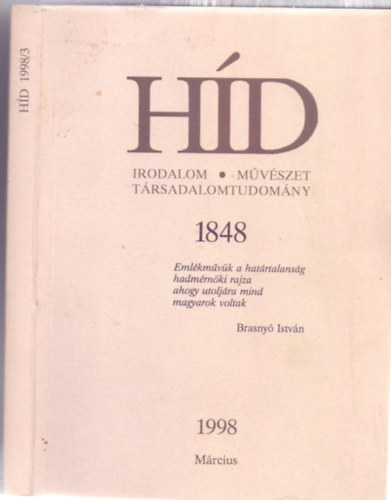 HÍD 1998/3
HÍD
IRODALOM • MŰVÉSZET
TÁRSADALOMTUDOMÁNY
1848
Emlékművük a határtalanság
hadmérnöki rajza
ahogy utoljára mind
magyarok voltak
Brasnyó István
1998
Március